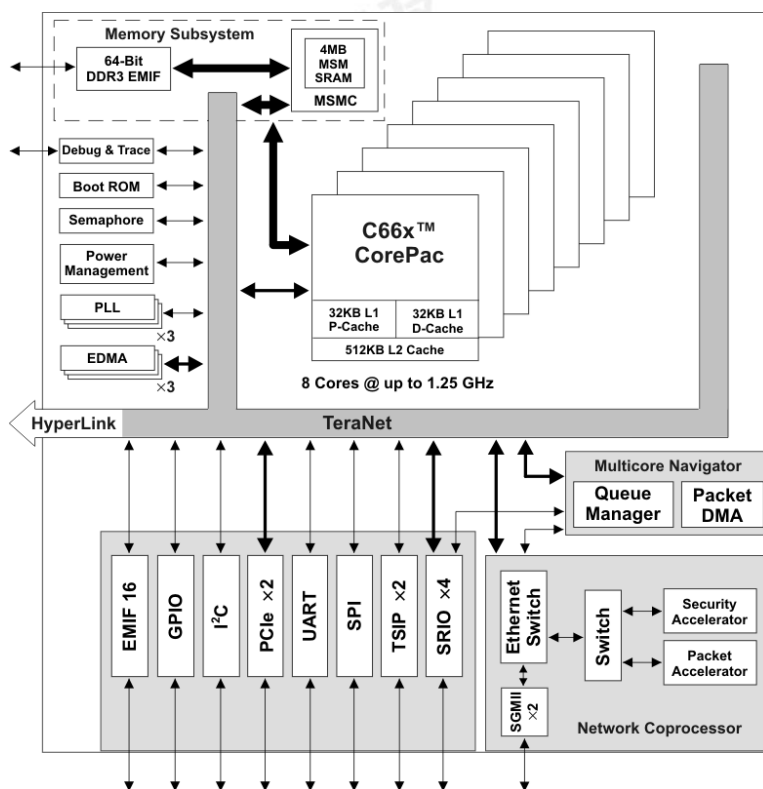 Memory Subsystem
64-Bit
DDR3 EMIF
4MB
MSM
SRAM
MSMC
Debug & Trace
Boot ROM
Semaphore
Power
Management
PLL
×3
EDMA
×3
C66x™
CorePac
32KB L1
P-Cache
32KB L1
D-Cache
512KB L2 Cache
8 Cores @ up to 1.25 GHz
HyperLink
TeraNet
Multicore Navigator
Queue
Manager
Packet
DMA
EMIF 16
GPIO
I²C
PCIe ×2
UART
SPI
TSIP ×2
SRIO ×4
Ethernet
Switch
Switch
Security
Accelerator
Packet
Accelerator
SGMII
×2
Network Coprocessor